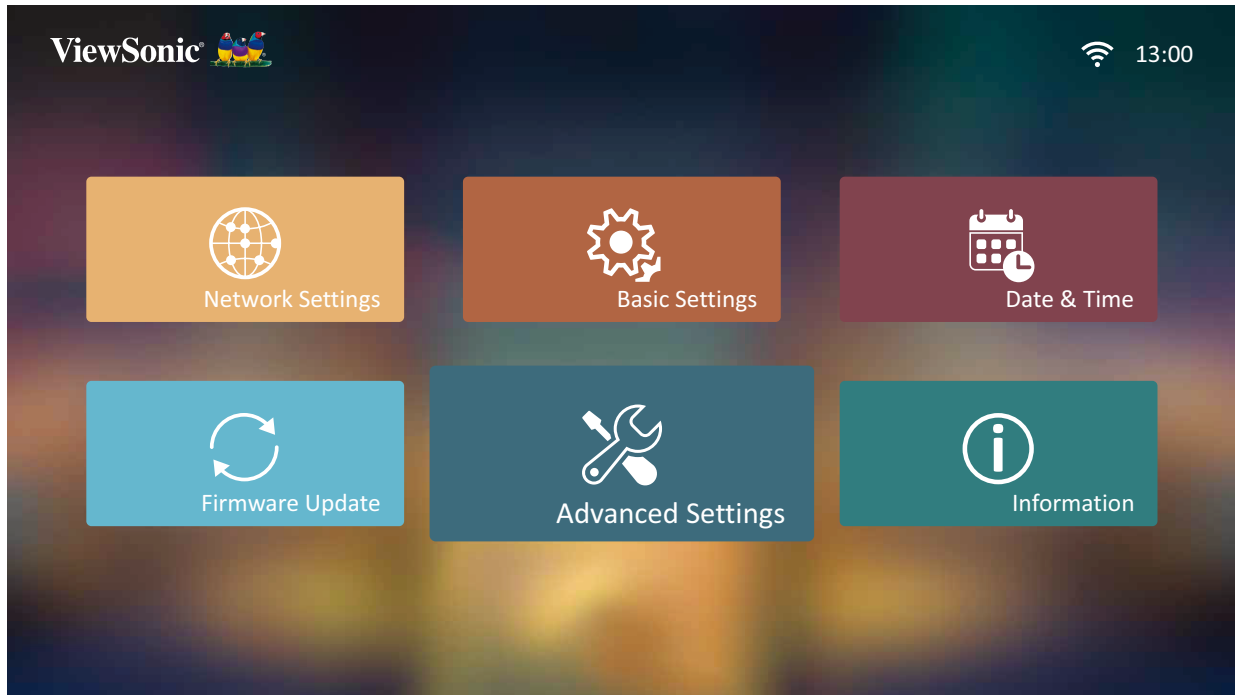 ViewSonic®
13:00
Network Settings
Basic Settings
Date & Time
Firmware Update
Advanced Settings
Information